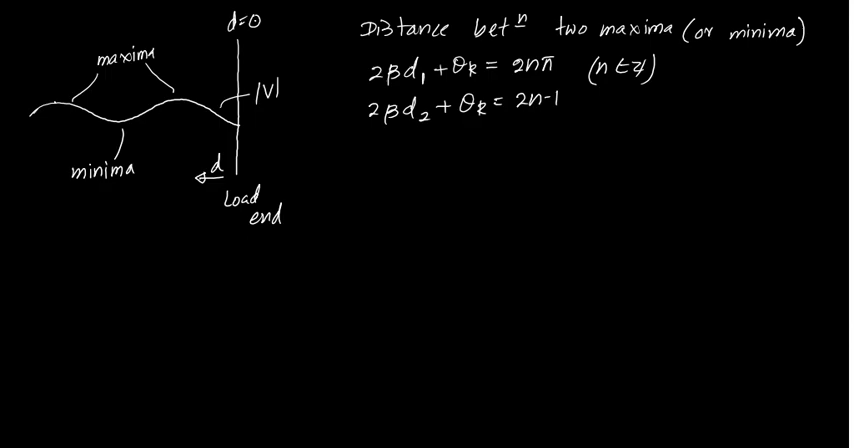 d=0
maxima
|V|
minima
d
Load
end
Distance betn two maxima (or minima)
2βd₁ + θR = 2nπ (n ∈ Z)
2βd₂ + θR = 2n-1